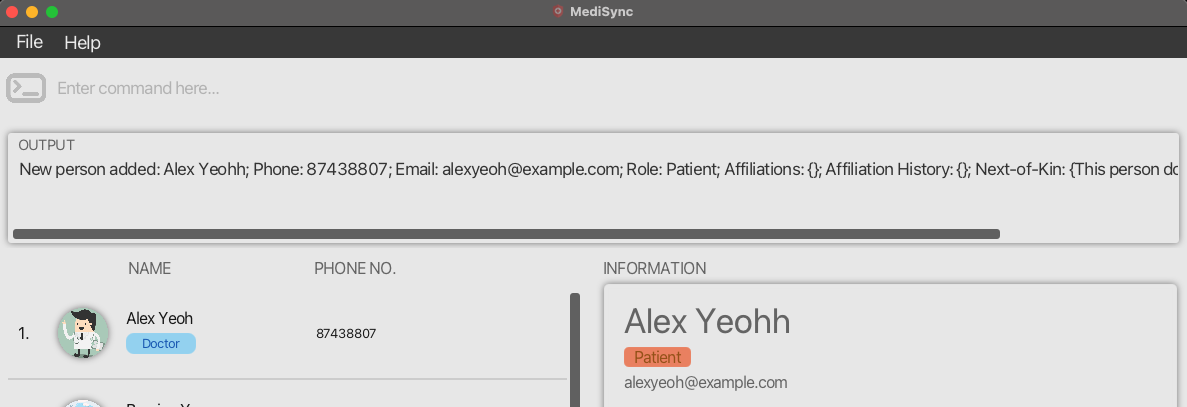 MediSync
File Help
Enter command here...
OUTPUT
New person added: Alex Yeohh; Phone: 87438807; Email: alexyeoh@example.com; Role: Patient; Affiliations: {}; Affiliation History: {}; Next-of-Kin: {This person
NAME PHONE NO. INFORMATION
1. Alex Yeoh
Doctor
87438807
Alex Yeohh
Patient
alexyeoh@example.com